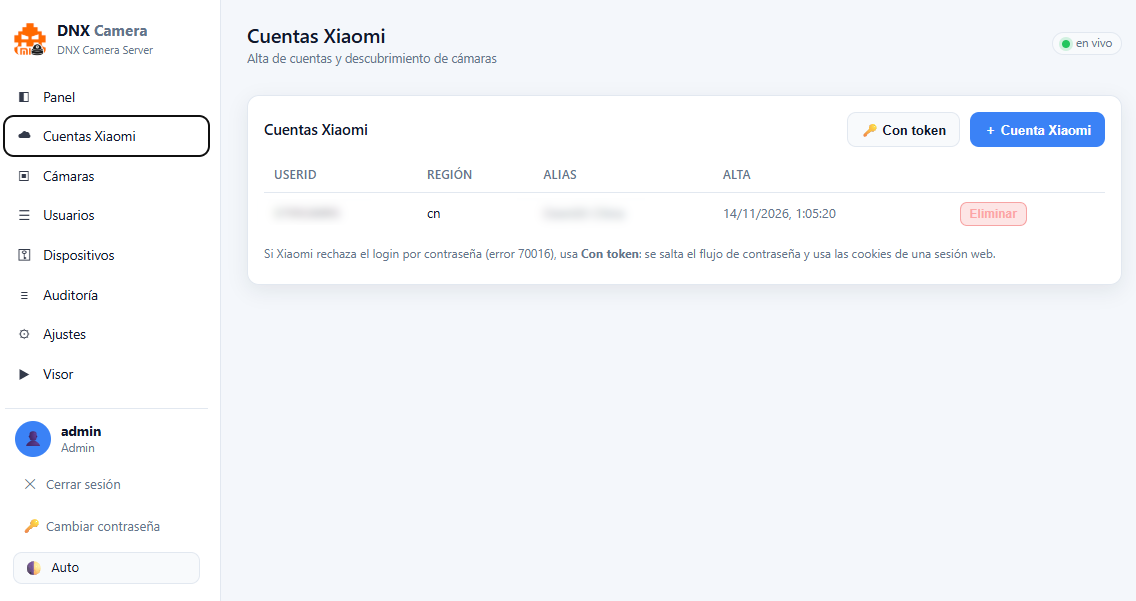 DNX Camera
DNX Camera Server
Panel
Cuentas Xiaomi
Cámaras
Usuarios
Dispositivos
Auditoría
Ajustes
Visor
admin
Admin
Cerrar sesión
Cambiar contraseña
Auto
Cuentas Xiaomi
Alta de cuentas y descubrimiento de cámaras
en vivo
Cuentas Xiaomi
Con token
+ Cuenta Xiaomi
USERID REGIÓN ALIAS ALTA
cn 14/11/2026, 1:05:20 Eliminar
Si Xiaomi rechaza el login por contraseña (error 70016), usa Con token: se salta el flujo de contraseña y usa las cookies de una sesión web.